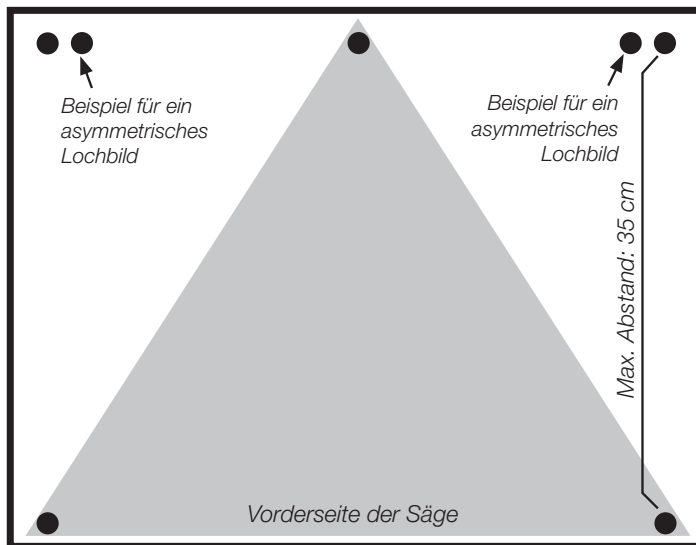 Beispiel für ein
asymmetrisches
Lochbild
Beispiel für ein
asymmetrisches
Lochbild
Max. Abstand: 35 cm
Vorderseite der Säge